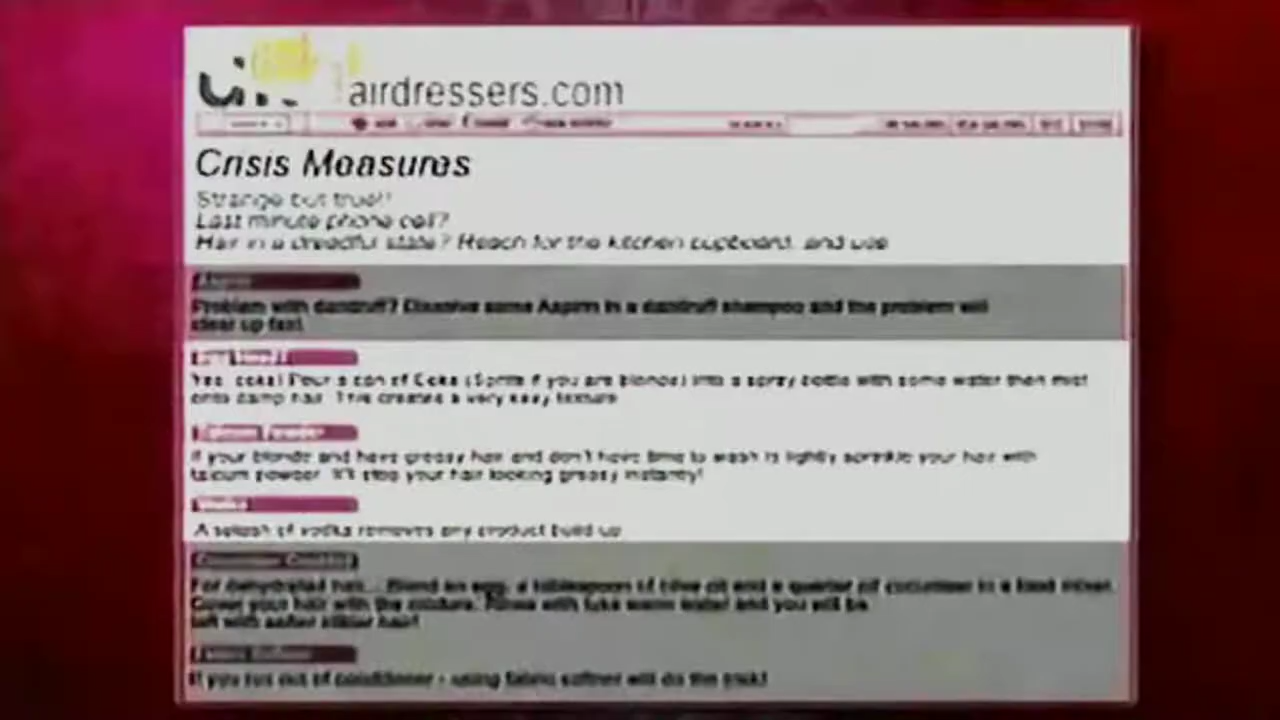 airdressers.com
Crisis Measures
Strange but true!!
Last minute phone call?
Hair in a dreadful state? Reach for the kitchen cupboard, and use
Aspirin
Problem with dandruff? Dissolve some Aspirin in a dandruff shampoo and the problem will
clear up fast.
Yes, coke! Pour a can of Coke (Sprite if you are blonde) into a spray bottle with some water then mist
onto damp hair. This creates a very sexy texture
Talcum Powder
If your blonde and have greasy hair and don't have time to wash is lightly sprinkle your hair with
talcum powder. It'll stop your hair looking greasy instantly!
Vodka
A splash of vodka removes any product build up
Cucumber Cocktail
For dehydrated hair... Blend an egg, a tablespoon of olive oil and a quarter of cucumber in a food mixer.
Cover your hair with the mixture. Rinse with luke warm water and you will be
left with softer silkier hair!
Fabric Softner
If you run out of conditioner - using fabric softner will do the trick!